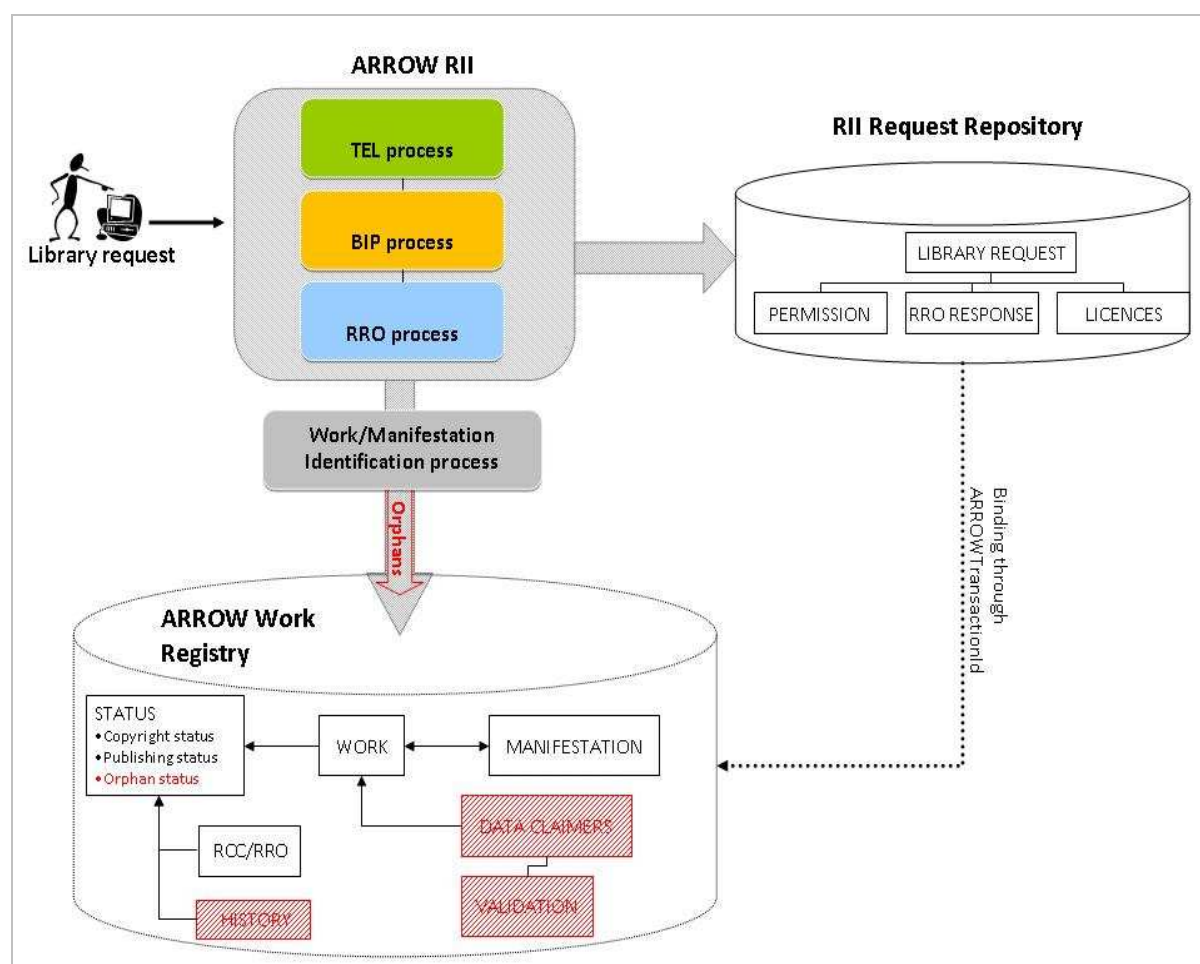 ARROW RII
TEL process
BIP process
RRO process
Library request
RII Request Repository
LIBRARY REQUEST
PERMISSION
RRO RESPONSE
LICENCES
Work/Manifestation
Identification process
Orphans
Binding through
ARROWTransactionId
ARROW Work
Registry
STATUS
•Copyright status
•Publishing status
•Orphan status
WORK
MANIFESTATION
DATA CLAIMERS
ROC/RRO
VALIDATION
HISTORY